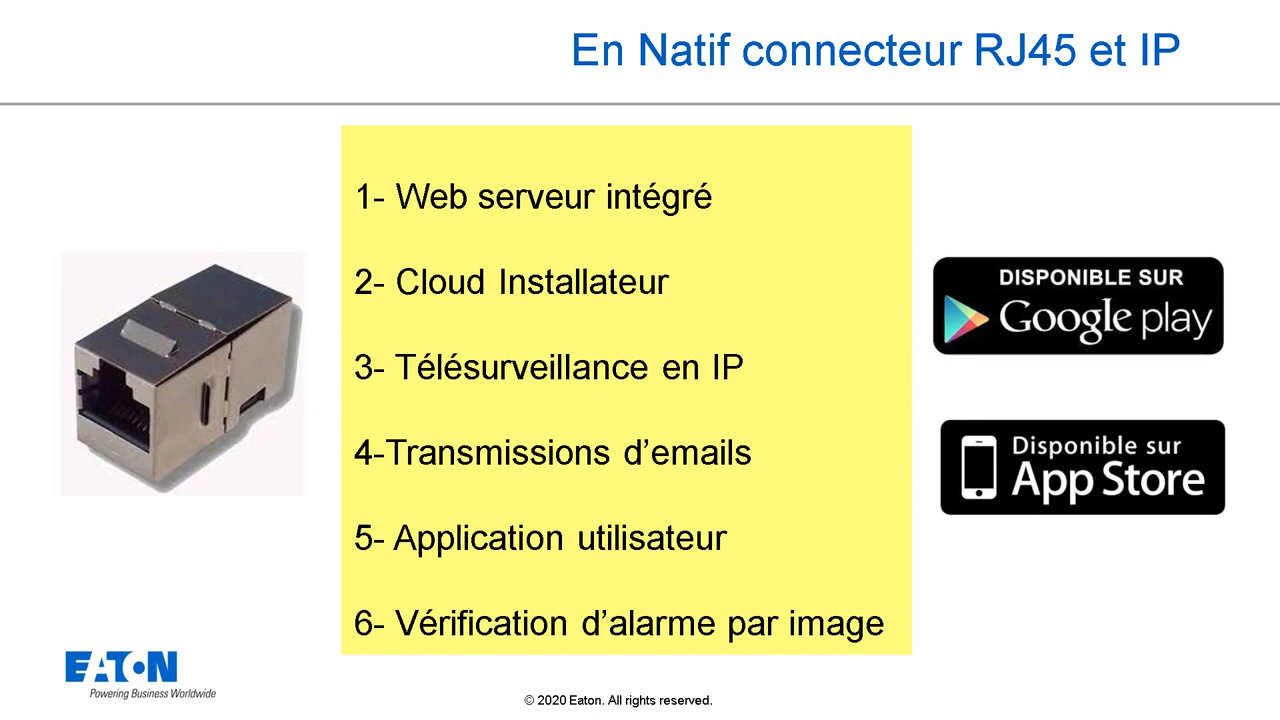 En Natif connecteur RJ45 et IP
1- Web serveur intégré
2- Cloud Installateur
3- Télésurveillance en IP
4-Transmissions d’emails
5- Application utilisateur
6- Vérification d’alarme par image
DISPONIBLE SUR
Google play
Disponible sur
App Store
EATON
Powering Business Worldwide
© 2020 Eaton. All rights reserved.